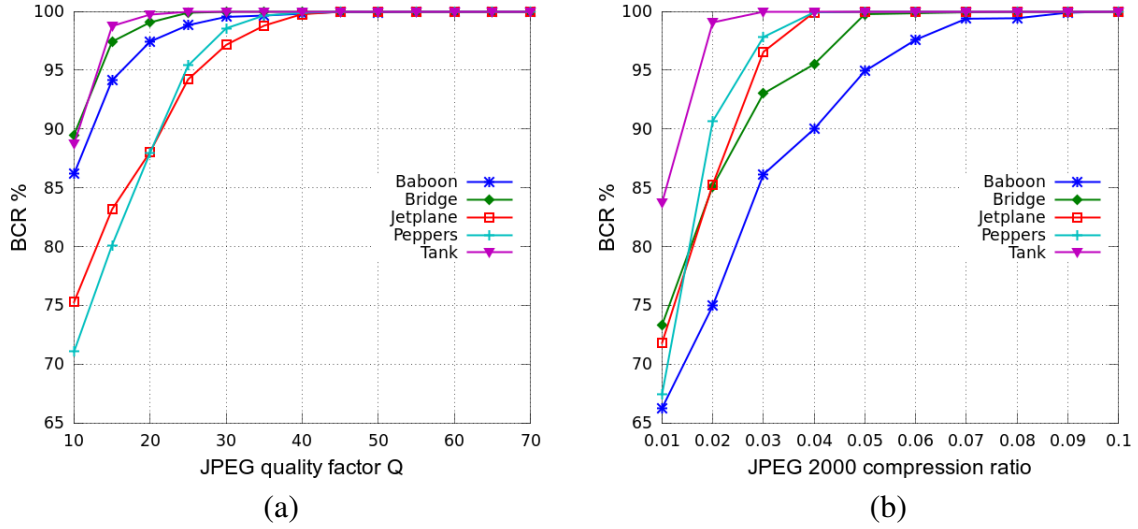 100
95
90
85
80
75
70
65
BCR %
Baboon
Bridge
Jetplane
Peppers
Tank
10 20 30 40 50 60 70
JPEG quality factor Q
(a)
100
95
90
85
80
75
70
65
BCR %
Baboon
Bridge
Jetplane
Peppers
Tank
0.01 0.02 0.03 0.04 0.05 0.06 0.07 0.08 0.09 0.1
JPEG 2000 compression ratio
(b)